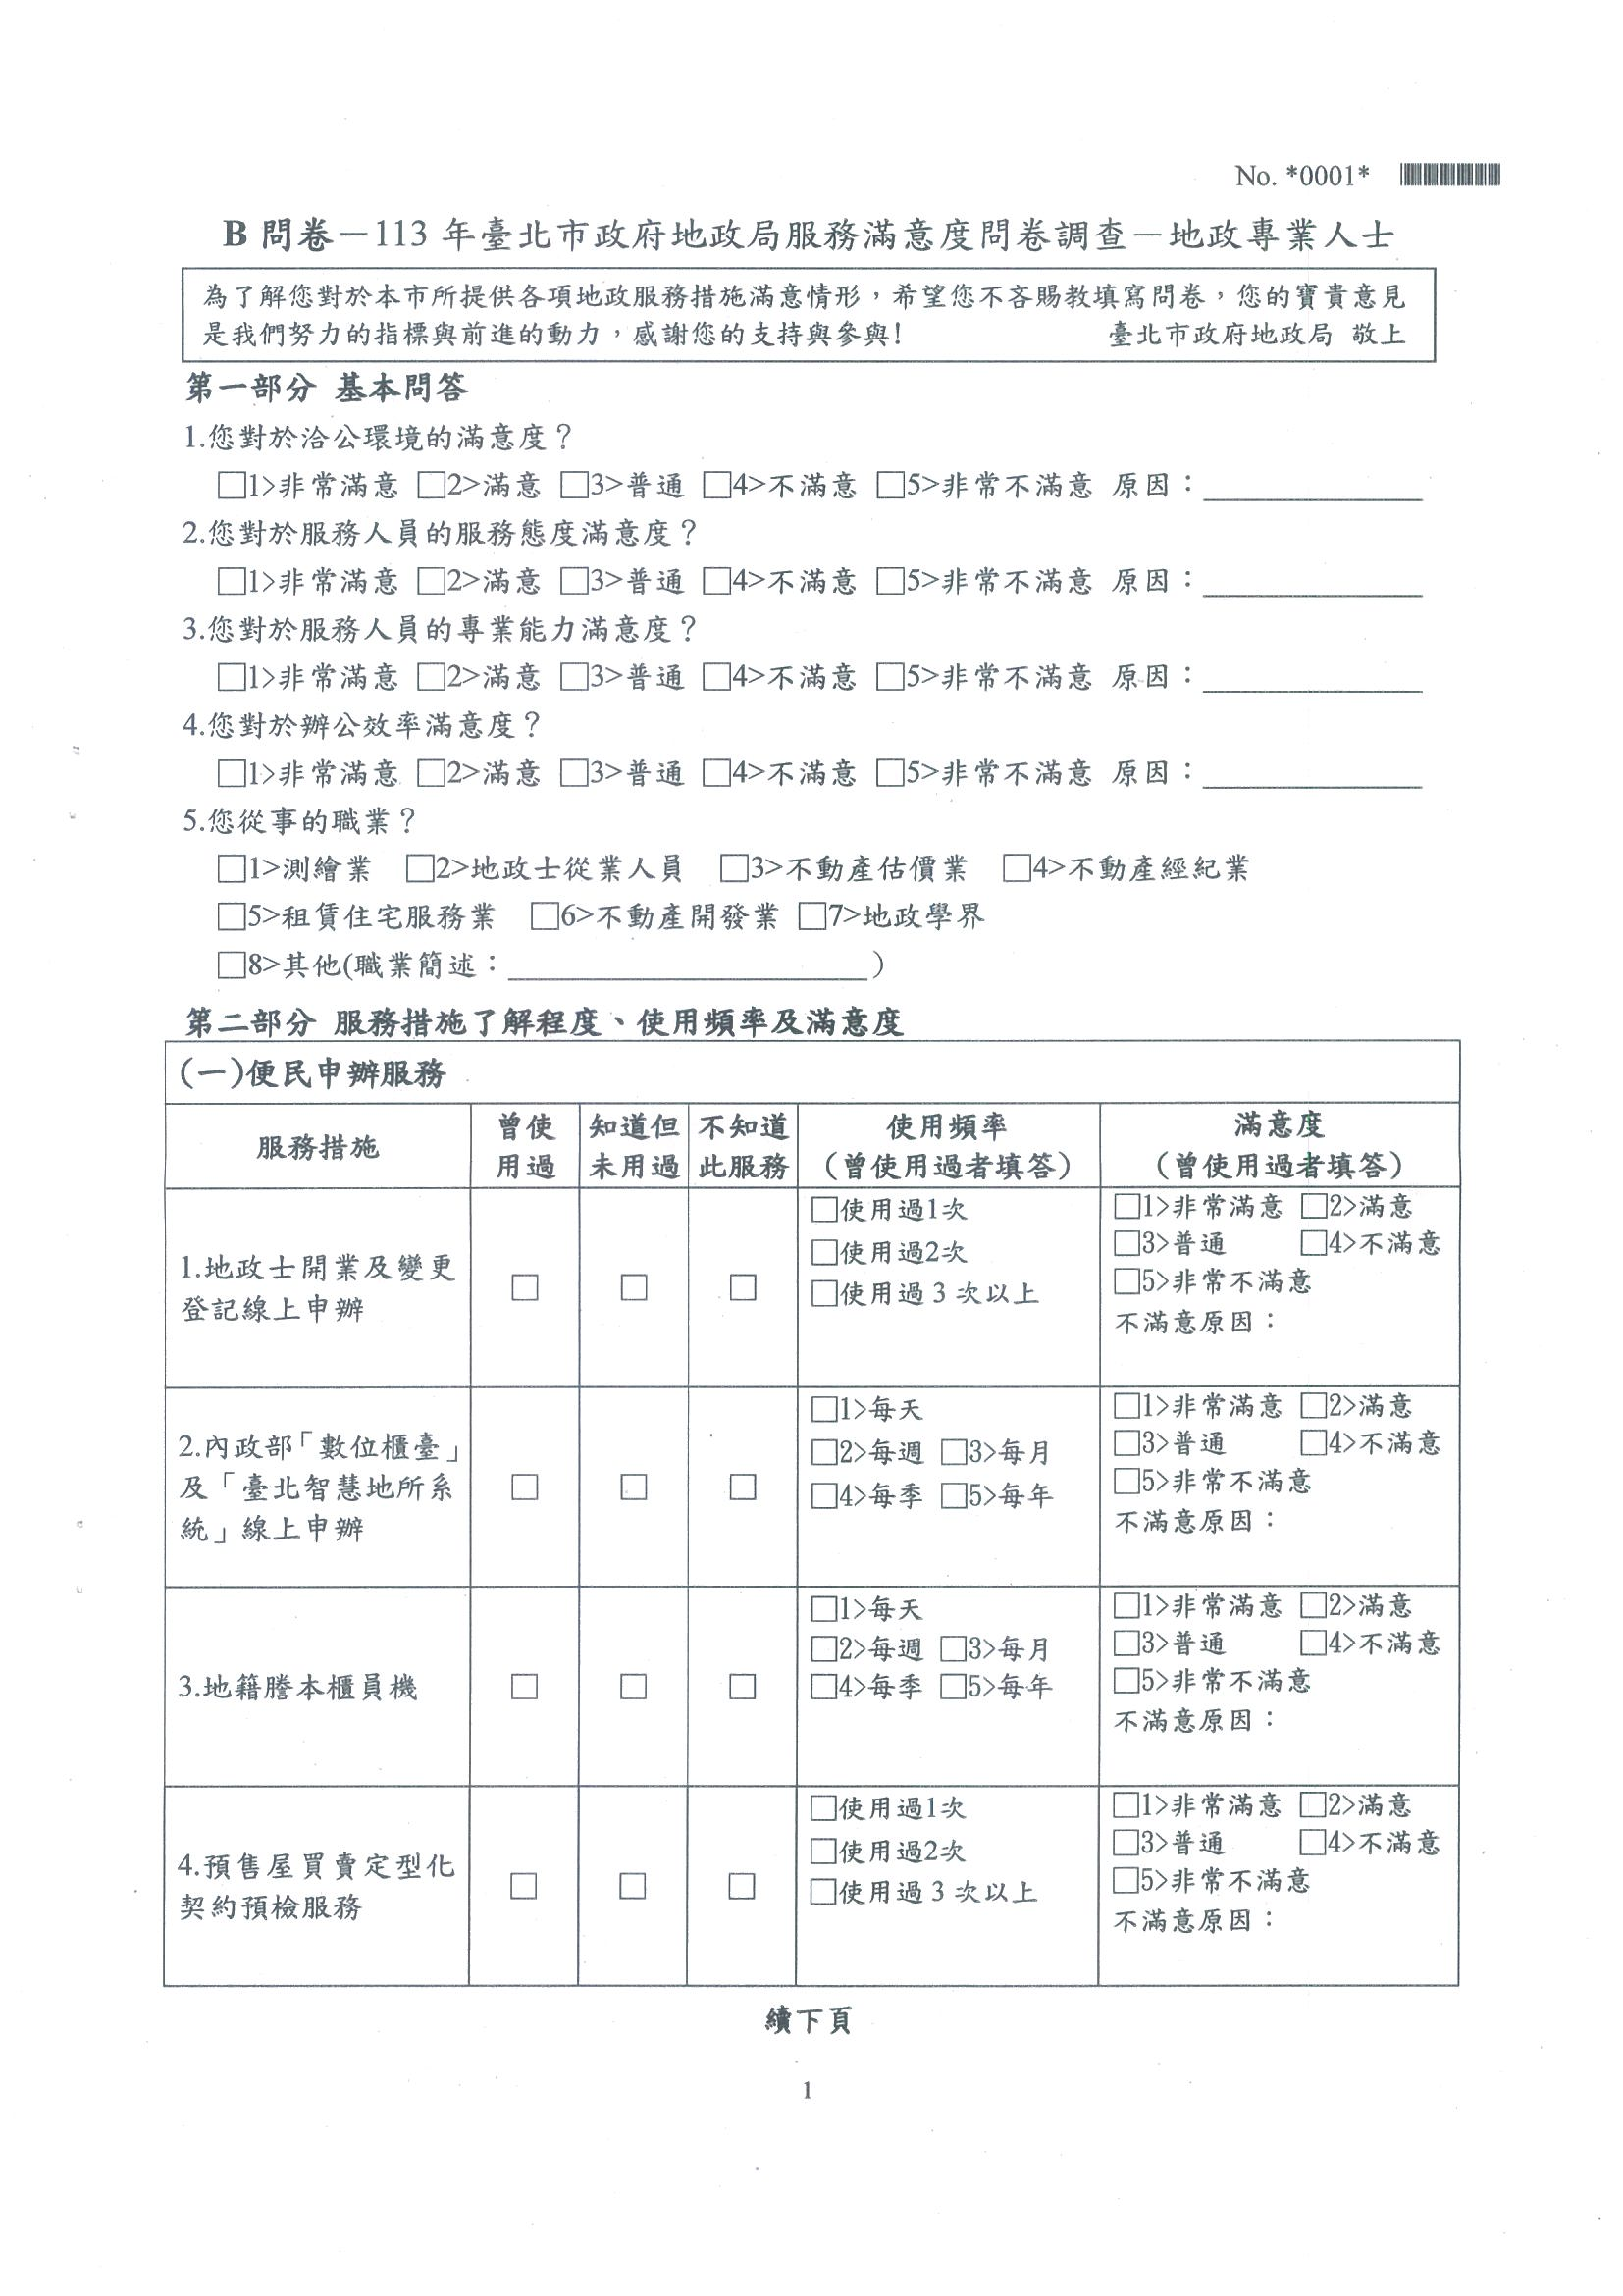 No. *0001*
B 問卷－113 年臺北市政府地政局服務滿意度問卷調查－地政專業人士
為了解您對於本市所提供各項地政服務措施滿意情形，希望您不吝賜教填寫問卷，您的寶貴意見
是我們努力的指標與前進的動力，感謝您的支持與參與! 臺北市政府地政局 敬上
第一部分 基本問答
1.您對於洽公環境的滿意度？
□1>非常滿意 □2>滿意 □3>普通 □4>不滿意 □5>非常不滿意 原因：
2.您對於服務人員的服務態度滿意度？
□1>非常滿意 □2>滿意 □3>普通 □4>不滿意 □5>非常不滿意 原因：
3.您對於服務人員的專業能力滿意度？
□1>非常滿意 □2>滿意 □3>普通 □4>不滿意 □5>非常不滿意 原因：
4.您對於辦公效率滿意度？
□1>非常滿意 □2>滿意 □3>普通 □4>不滿意 □5>非常不滿意 原因：
5.您從事的職業？
□1>測繪業 □2>地政士從業人員 □3>不動產估價業 □4>不動產經紀業
□5>租賃住宅服務業 □6>不動產開發業 □7>地政學界
□8>其他(職業簡述：)
第二部分 服務措施了解程度、使用頻率及滿意度
(一)便民申辦服務
服務措施
曾使
用過
知道但
未用過
不知道
此服務
使用頻率
（曾使用過者填答）
滿意度
（曾使用過者填答）
1.地政士開業及變更
登記線上申辦
□ □ □
□使用過1次
□使用過2次
□使用過 3 次以上
□1>非常滿意 □2>滿意
□3>普通 □4>不滿意
□5>非常不滿意
不滿意原因：
2.內政部「數位櫃臺」
及「臺北智慧地所系
統」線上申辦
□ □ □
□1>每天
□2>每週 □3>每月
□4>每季 □5>每年
□1>非常滿意 □2>滿意
□3>普通 □4>不滿意
□5>非常不滿意
不滿意原因：
3.地籍謄本櫃員機
□ □ □
□1>每天
□2>每週 □3>每月
□4>每季 □5>每年
□1>非常滿意 □2>滿意
□3>普通 □4>不滿意
□5>非常不滿意
不滿意原因：
4.預售屋買賣定型化
契約預檢服務
□ □ □
□使用過1次
□使用過2次
□使用過 3 次以上
□1>非常滿意 □2>滿意
□3>普通 □4>不滿意
□5>非常不滿意
不滿意原因：
續下頁
1